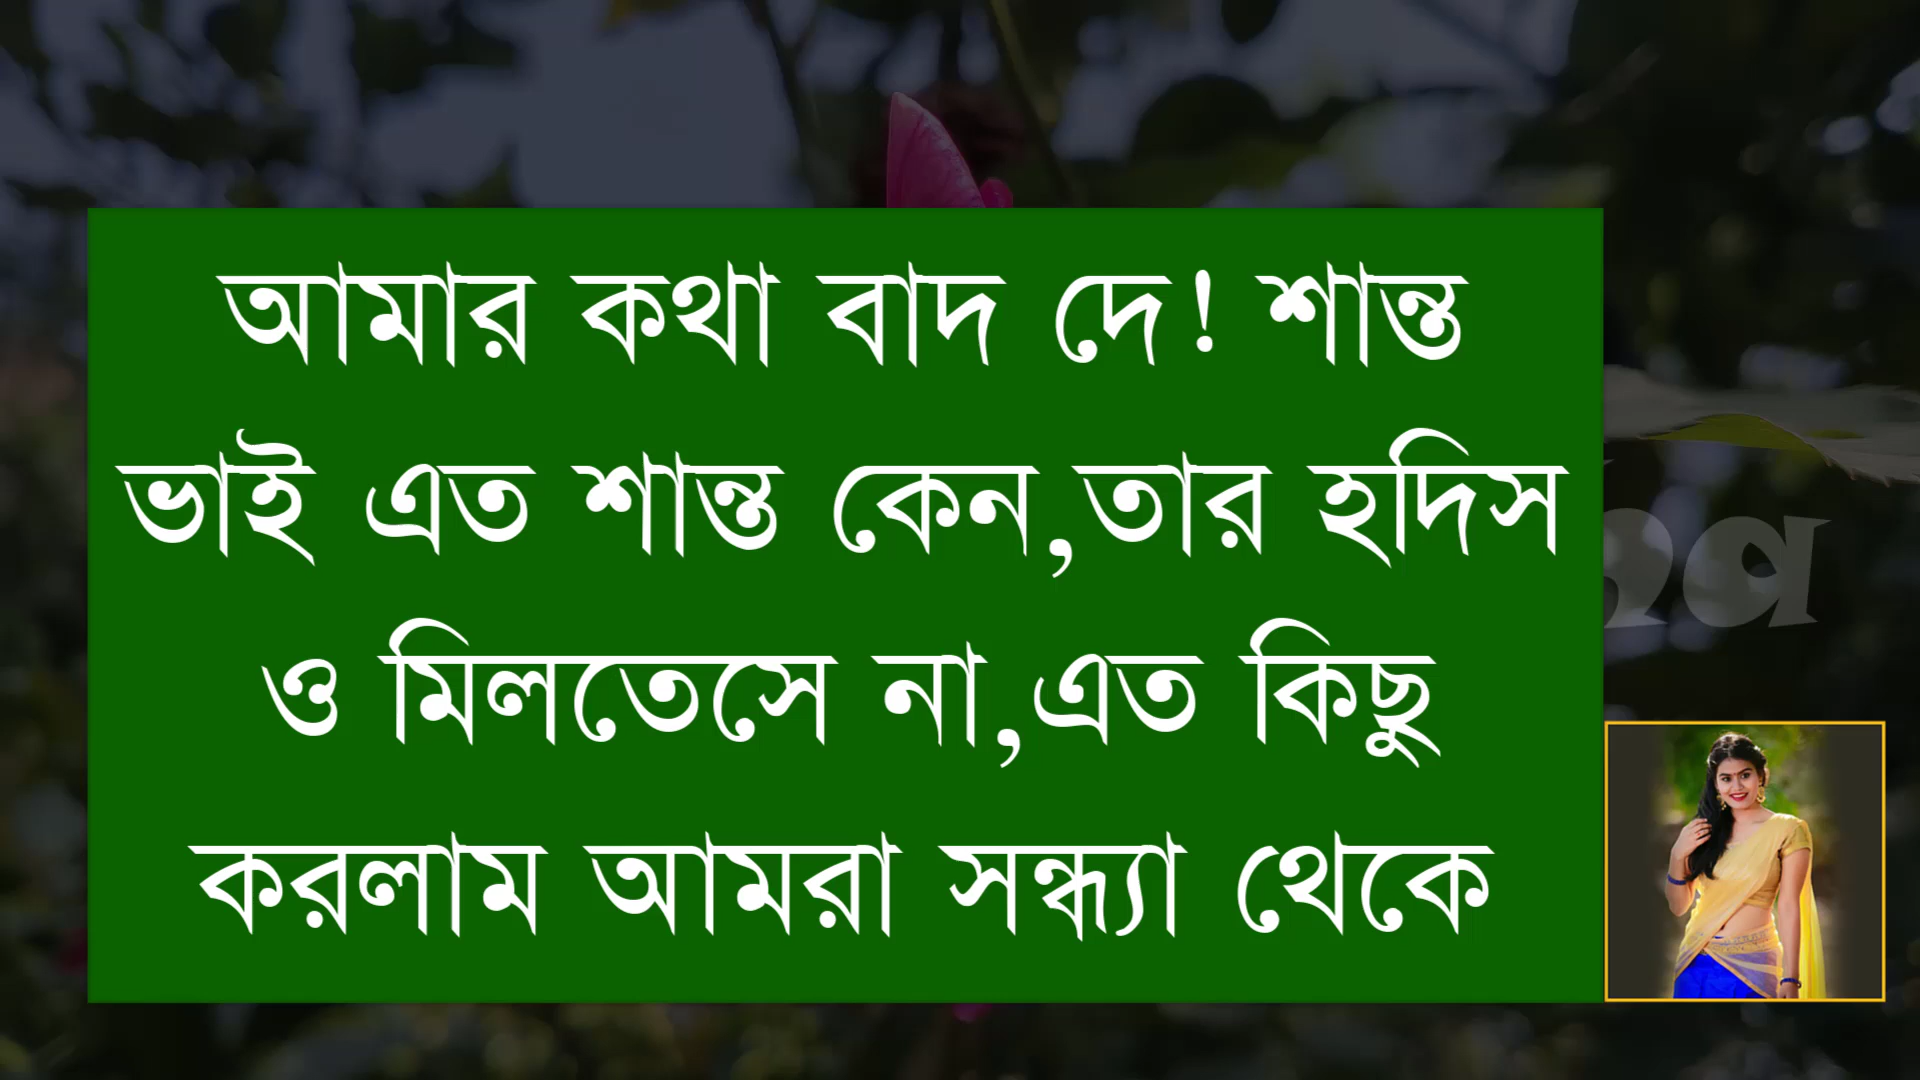 আমার কথা বাদ দে! শান্ত
ভাই এত শান্ত কেন,তার হদিস
ও মিলতেসে না,এত কিছু
করলাম আমরা সন্ধ্যা থেকে